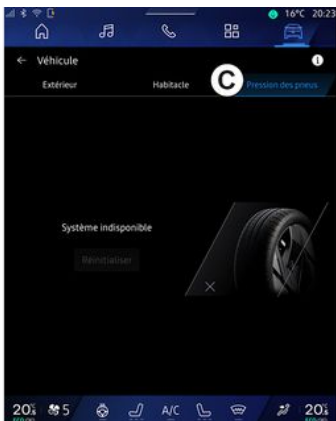 16°C 20:23
← Véhicule
Extérieur Habitacle C Pression des pneus
Système indisponible
Réinitialiser
20,5 5 A/C 20,5